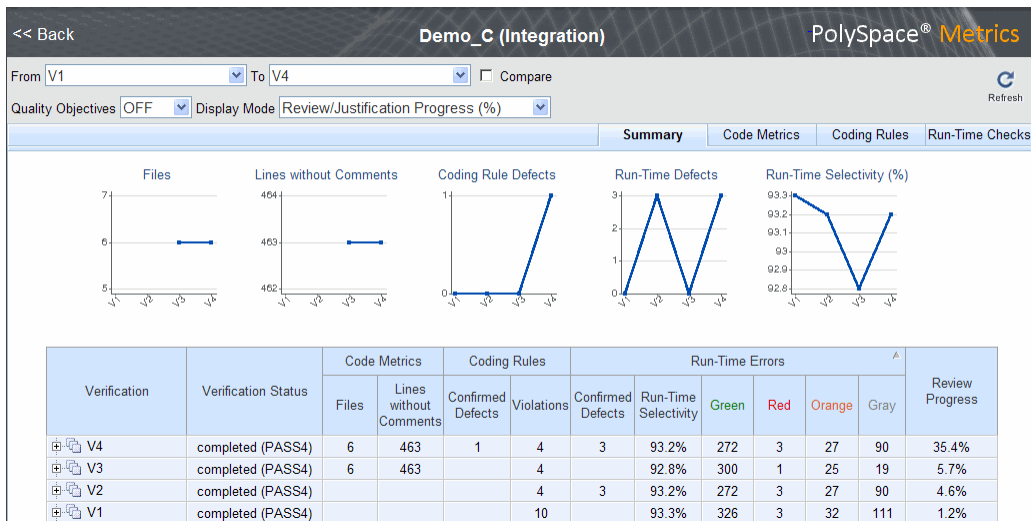 << Back Demo_C (Integration) PolySpace® Metrics
From V1 To V4 Compare
Refresh
Quality Objectives OFF Display Mode Review/Justification Progress (%)
Summary Code Metrics Coding Rules Run-Time Checks
Files
7
6
5
V1 V2 V3 V4
Lines without Comments
464
463
462
V1 V2 V3 V4
Coding Rule Defects
1
0
V1 V2 V3 V4
Run-Time Defects
3
2
1
0
V1 V2 V3 V4
Run-Time Selectivity (%)
93.3
93.2
93.1
93
92.9
92.8
V1 V2 V3 V4
Verification Verification Status Code Metrics Coding Rules Run-Time Errors Review Progress
Files Lines without Comments Confirmed Defects Violations Confirmed Defects Run-Time Selectivity Green Red Orange Gray
V4 completed (PASS4) 6 463 1 4 3 93.2% 272 3 27 90 35.4%
V3 completed (PASS4) 6 463 4 92.8% 300 1 25 19 5.7%
V2 completed (PASS4) 4 3 93.2% 272 3 27 90 4.6%
V1 completed (PASS4) 10 93.3% 326 3 32 111 1.2%